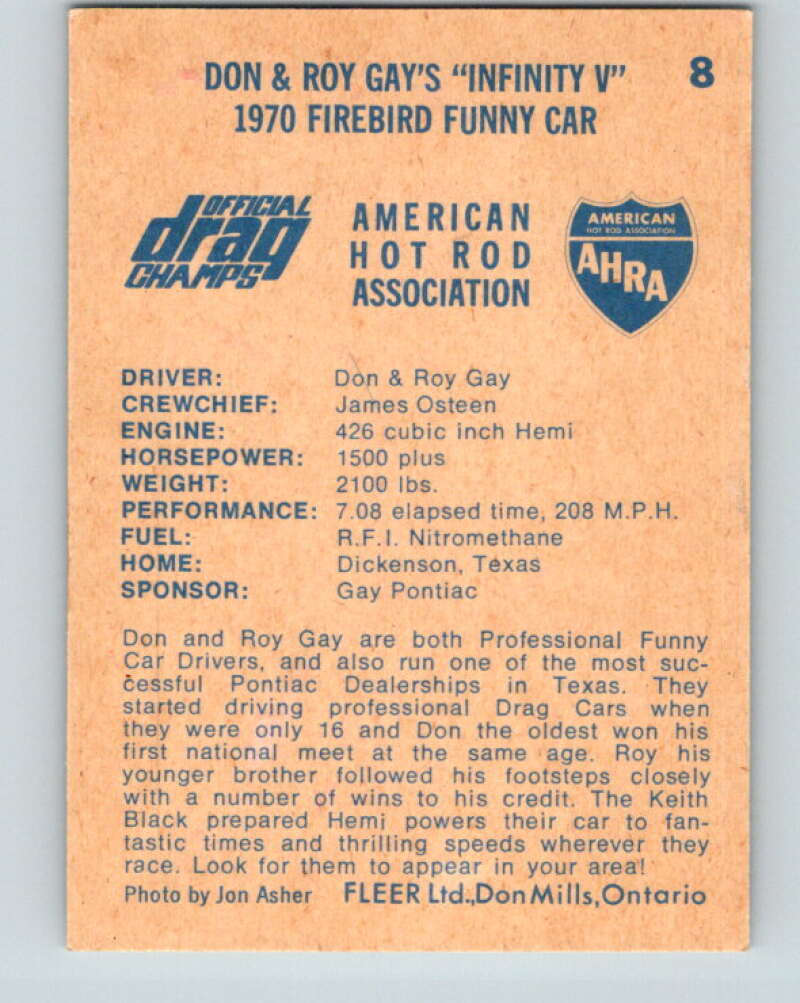 DON & ROY GAY'S “INFINITY V” 8
1970 FIREBIRD FUNNY CAR
OFFICIAL
drag
CHAMPS
AMERICAN
HOT ROD
ASSOCIATION
AMERICAN
HOT ROD ASSOCIATION
AHRA
DRIVER: Don & Roy Gay
CREWCHIEF: James Osteen
ENGINE: 426 cubic inch Hemi
HORSEPOWER: 1500 plus
WEIGHT: 2100 lbs.
PERFORMANCE: 7.08 elapsed time, 208 M.P.H.
FUEL: R.F.I. Nitromethane
HOME: Dickenson, Texas
SPONSOR: Gay Pontiac
Don and Roy Gay are both Professional Funny
Car Drivers, and also run one of the most suc-
cessful Pontiac Dealerships in Texas. They
started driving professional Drag Cars when
they were only 16 and Don the oldest won his
first national meet at the same age. Roy his
younger brother followed his footsteps closely
with a number of wins to his credit. The Keith
Black prepared Hemi powers their car to fan-
tastic times and thrilling speeds wherever they
race. Look for them to appear in your area!
Photo by Jon Asher FLEER Ltd.,Don Mills,Ontario